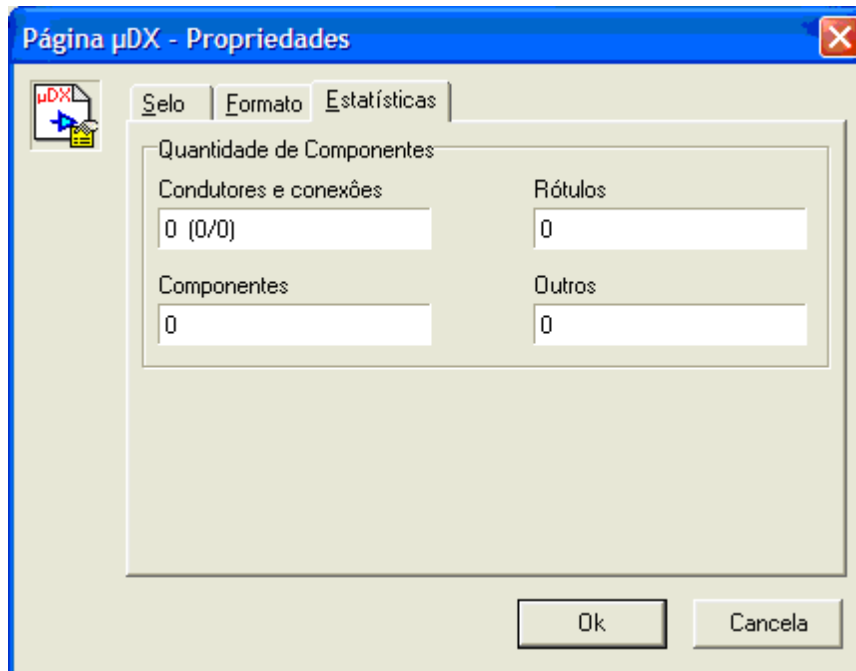 Página µDX - Propriedades
µDX
Selo Formato Estatísticas
Quantidade de Componentes
Condutores e conexôes Rótulos
0 (0/0) 0
Componentes Outros
0 0
Ok Cancela